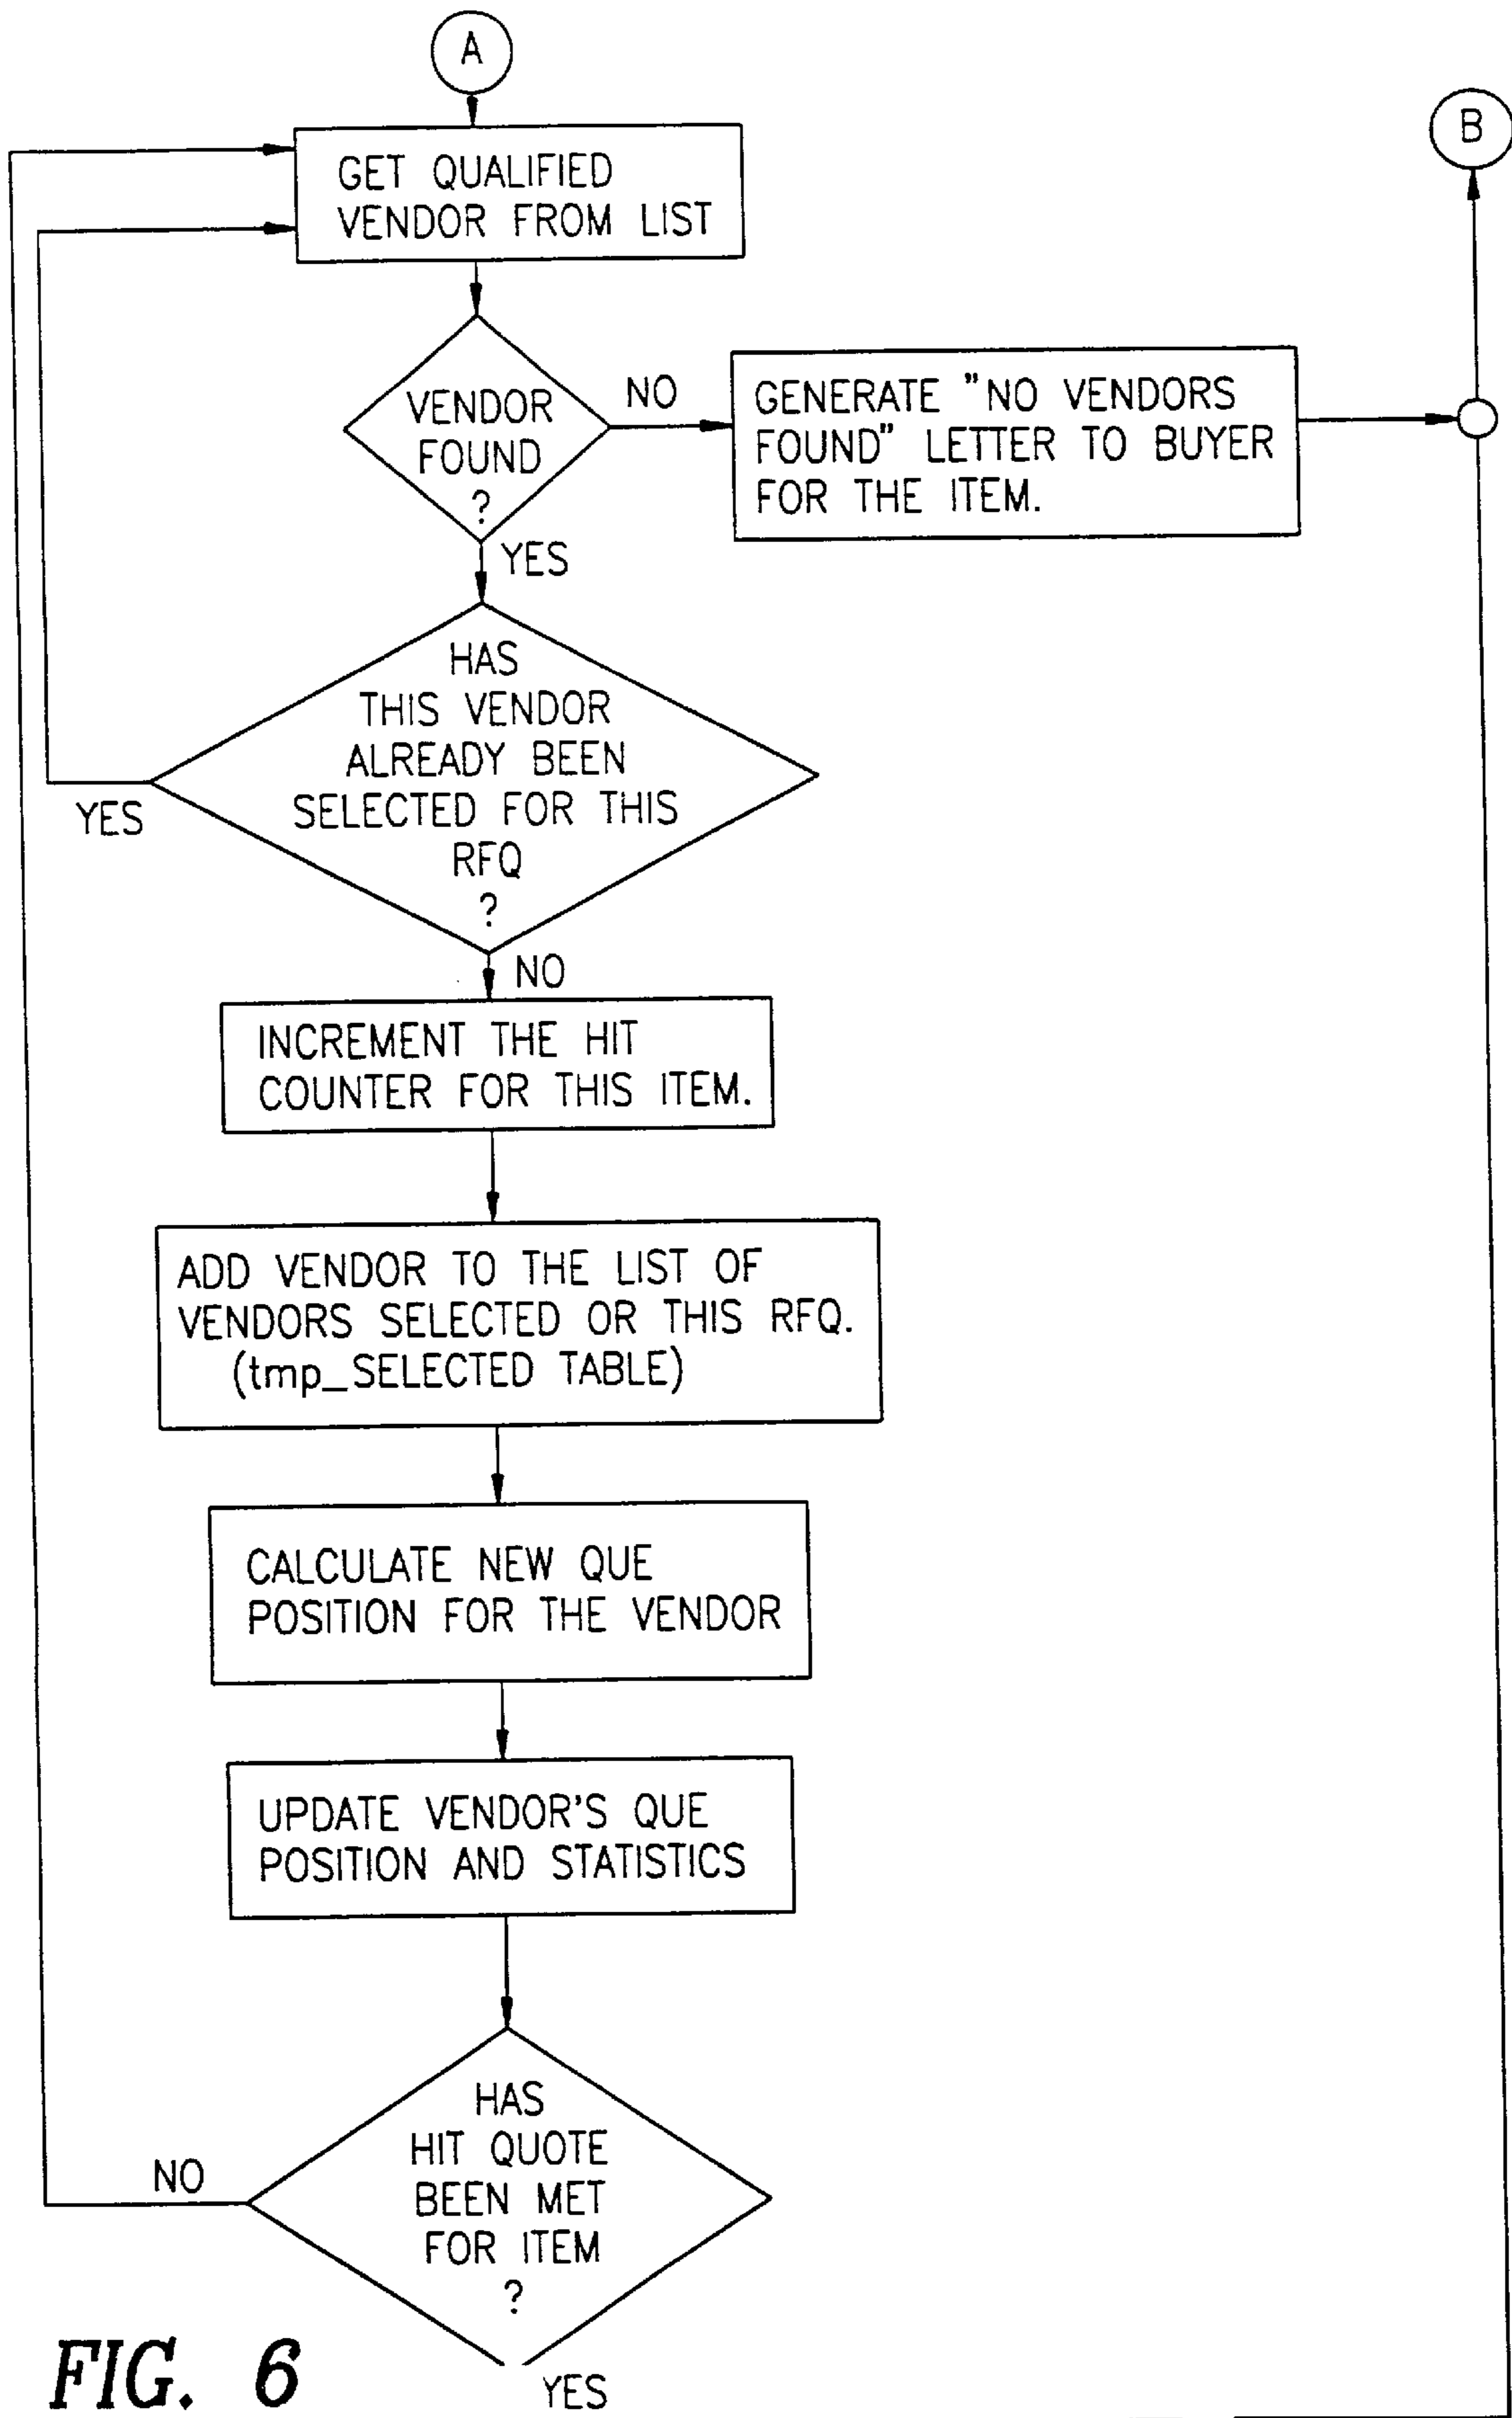 A
B
GET QUALIFIED
VENDOR FROM LIST
VENDOR
FOUND
?
NO
GENERATE "NO VENDORS
FOUND" LETTER TO BUYER
FOR THE ITEM.
YES
HAS
THIS VENDOR
ALREADY BEEN
SELECTED FOR THIS
RFQ
?
YES
NO
INCREMENT THE HIT
COUNTER FOR THIS ITEM.
ADD VENDOR TO THE LIST OF
VENDORS SELECTED OR THIS RFQ.
(tmp_SELECTED TABLE)
CALCULATE NEW QUE
POSITION FOR THE VENDOR
UPDATE VENDOR'S QUE
POSITION AND STATISTICS
HAS
HIT QUOTE
BEEN MET
FOR ITEM
?
NO
YES
FIG. 6